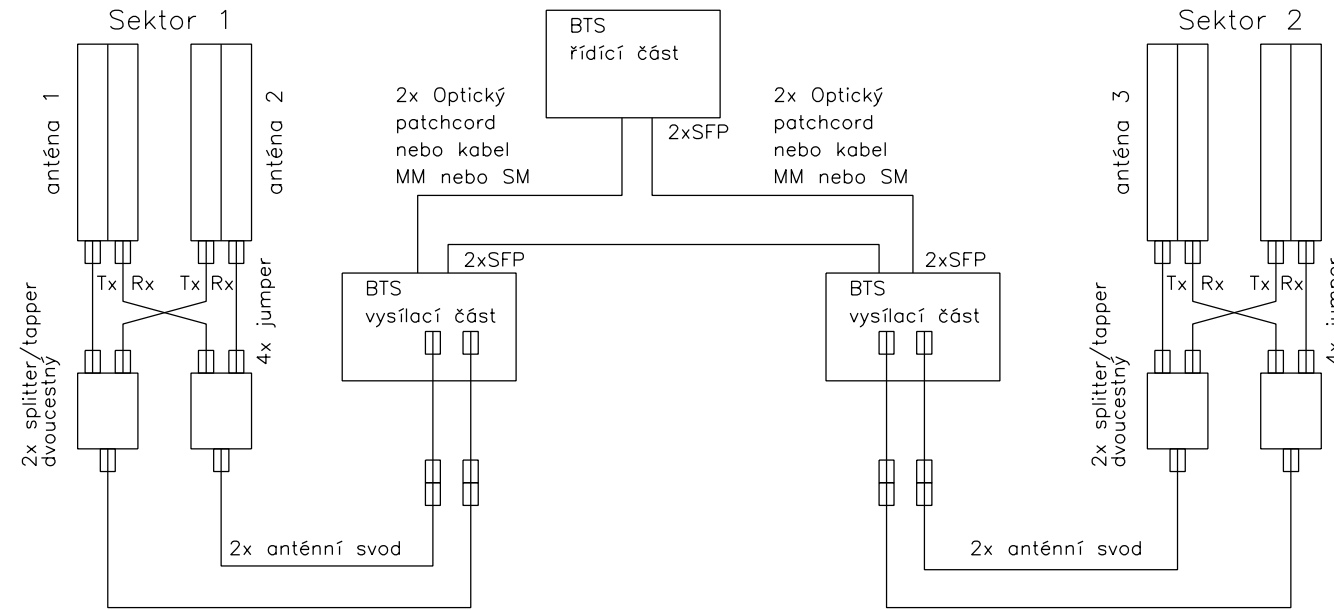 Sektor 1
anténa 1
anténa 2
Tx Rx Tx Rx
4x jumper
2x splitter/tapper
dvoucestný
2x anténní svod
BTS
řídící část
2xSFP
2x Optický
patchcord
nebo kabel
MM nebo SM
2x Optický
patchcord
nebo kabel
MM nebo SM
2xSFP
BTS
vysílací část
2xSFP
BTS
vysílací část
Sektor 2
anténa 3
Tx Rx Tx Rx
4x jumper
2x splitter/tapper
dvoucestný
2x anténní svod